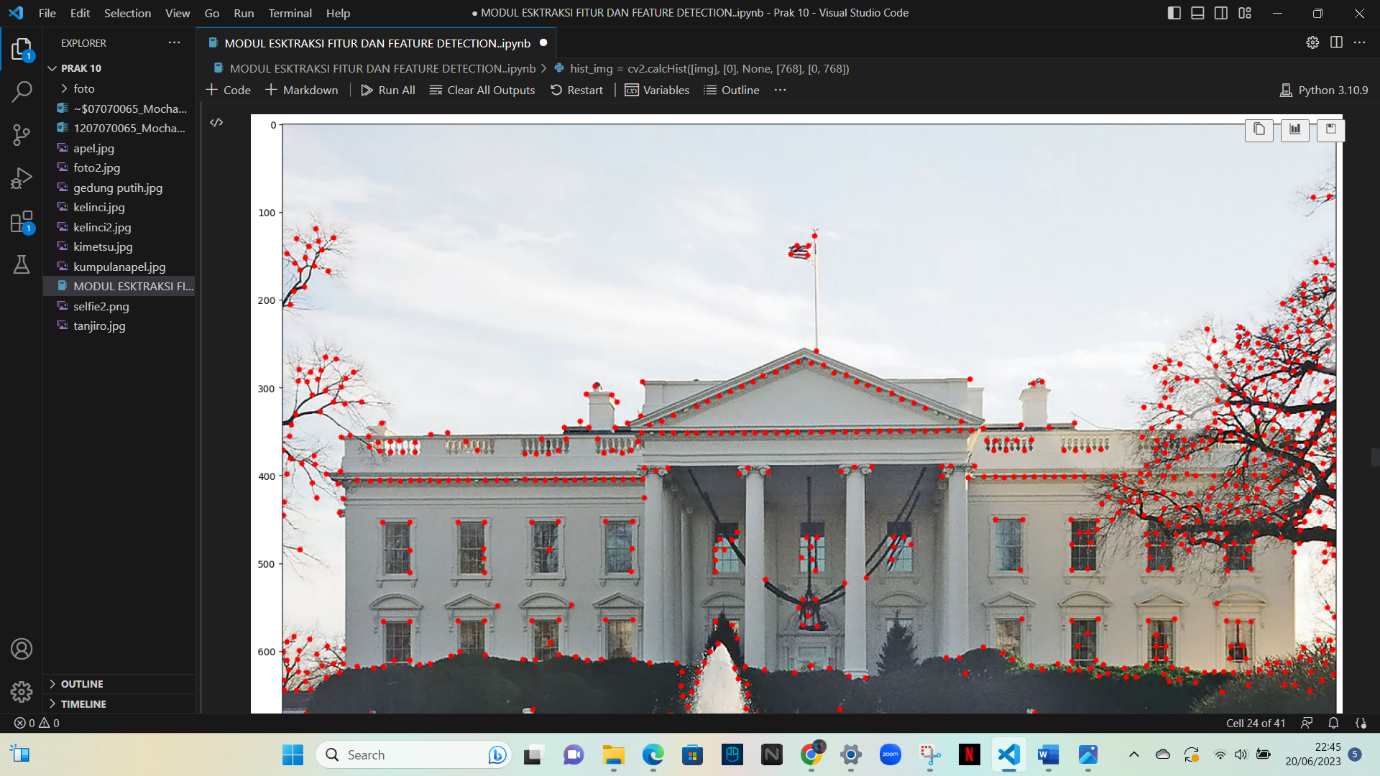 File Edit Selection View Go Run Terminal Help
● MODUL ESKTRAKSI FITUR DAN FEATURE DETECTION..ipynb - Prak 10 - Visual Studio Code
EXPLORER ···
MODUL ESKTRAKSI FITUR DAN FEATURE DETECTION..ipynb ●
PRAK 10
MODUL ESKTRAKSI FITUR DAN FEATURE DETECTION..ipynb > hist_img = cv2.calcHist([img], [0], None, [768], [0, 768])
foto
+ Code + Markdown Run All Clear All Outputs Restart Variables Outline ··· Python 3.10.9
~$07070065_Mocha...
1207070065_Mocha...
apel.jpg
foto2.jpg
gedung putih.jpg
kelinci.jpg
kelinci2.jpg
kimetsu.jpg
kumpulanapel.jpg
MODUL ESKTRAKSI FI...
selfie2.png
tanjiro.jpg
0
100
200
300
400
500
600
1
1
OUTLINE
TIMELINE
0 0
Cell 24 of 41
Search
zoom
N
W
22:45
20/06/2023
5